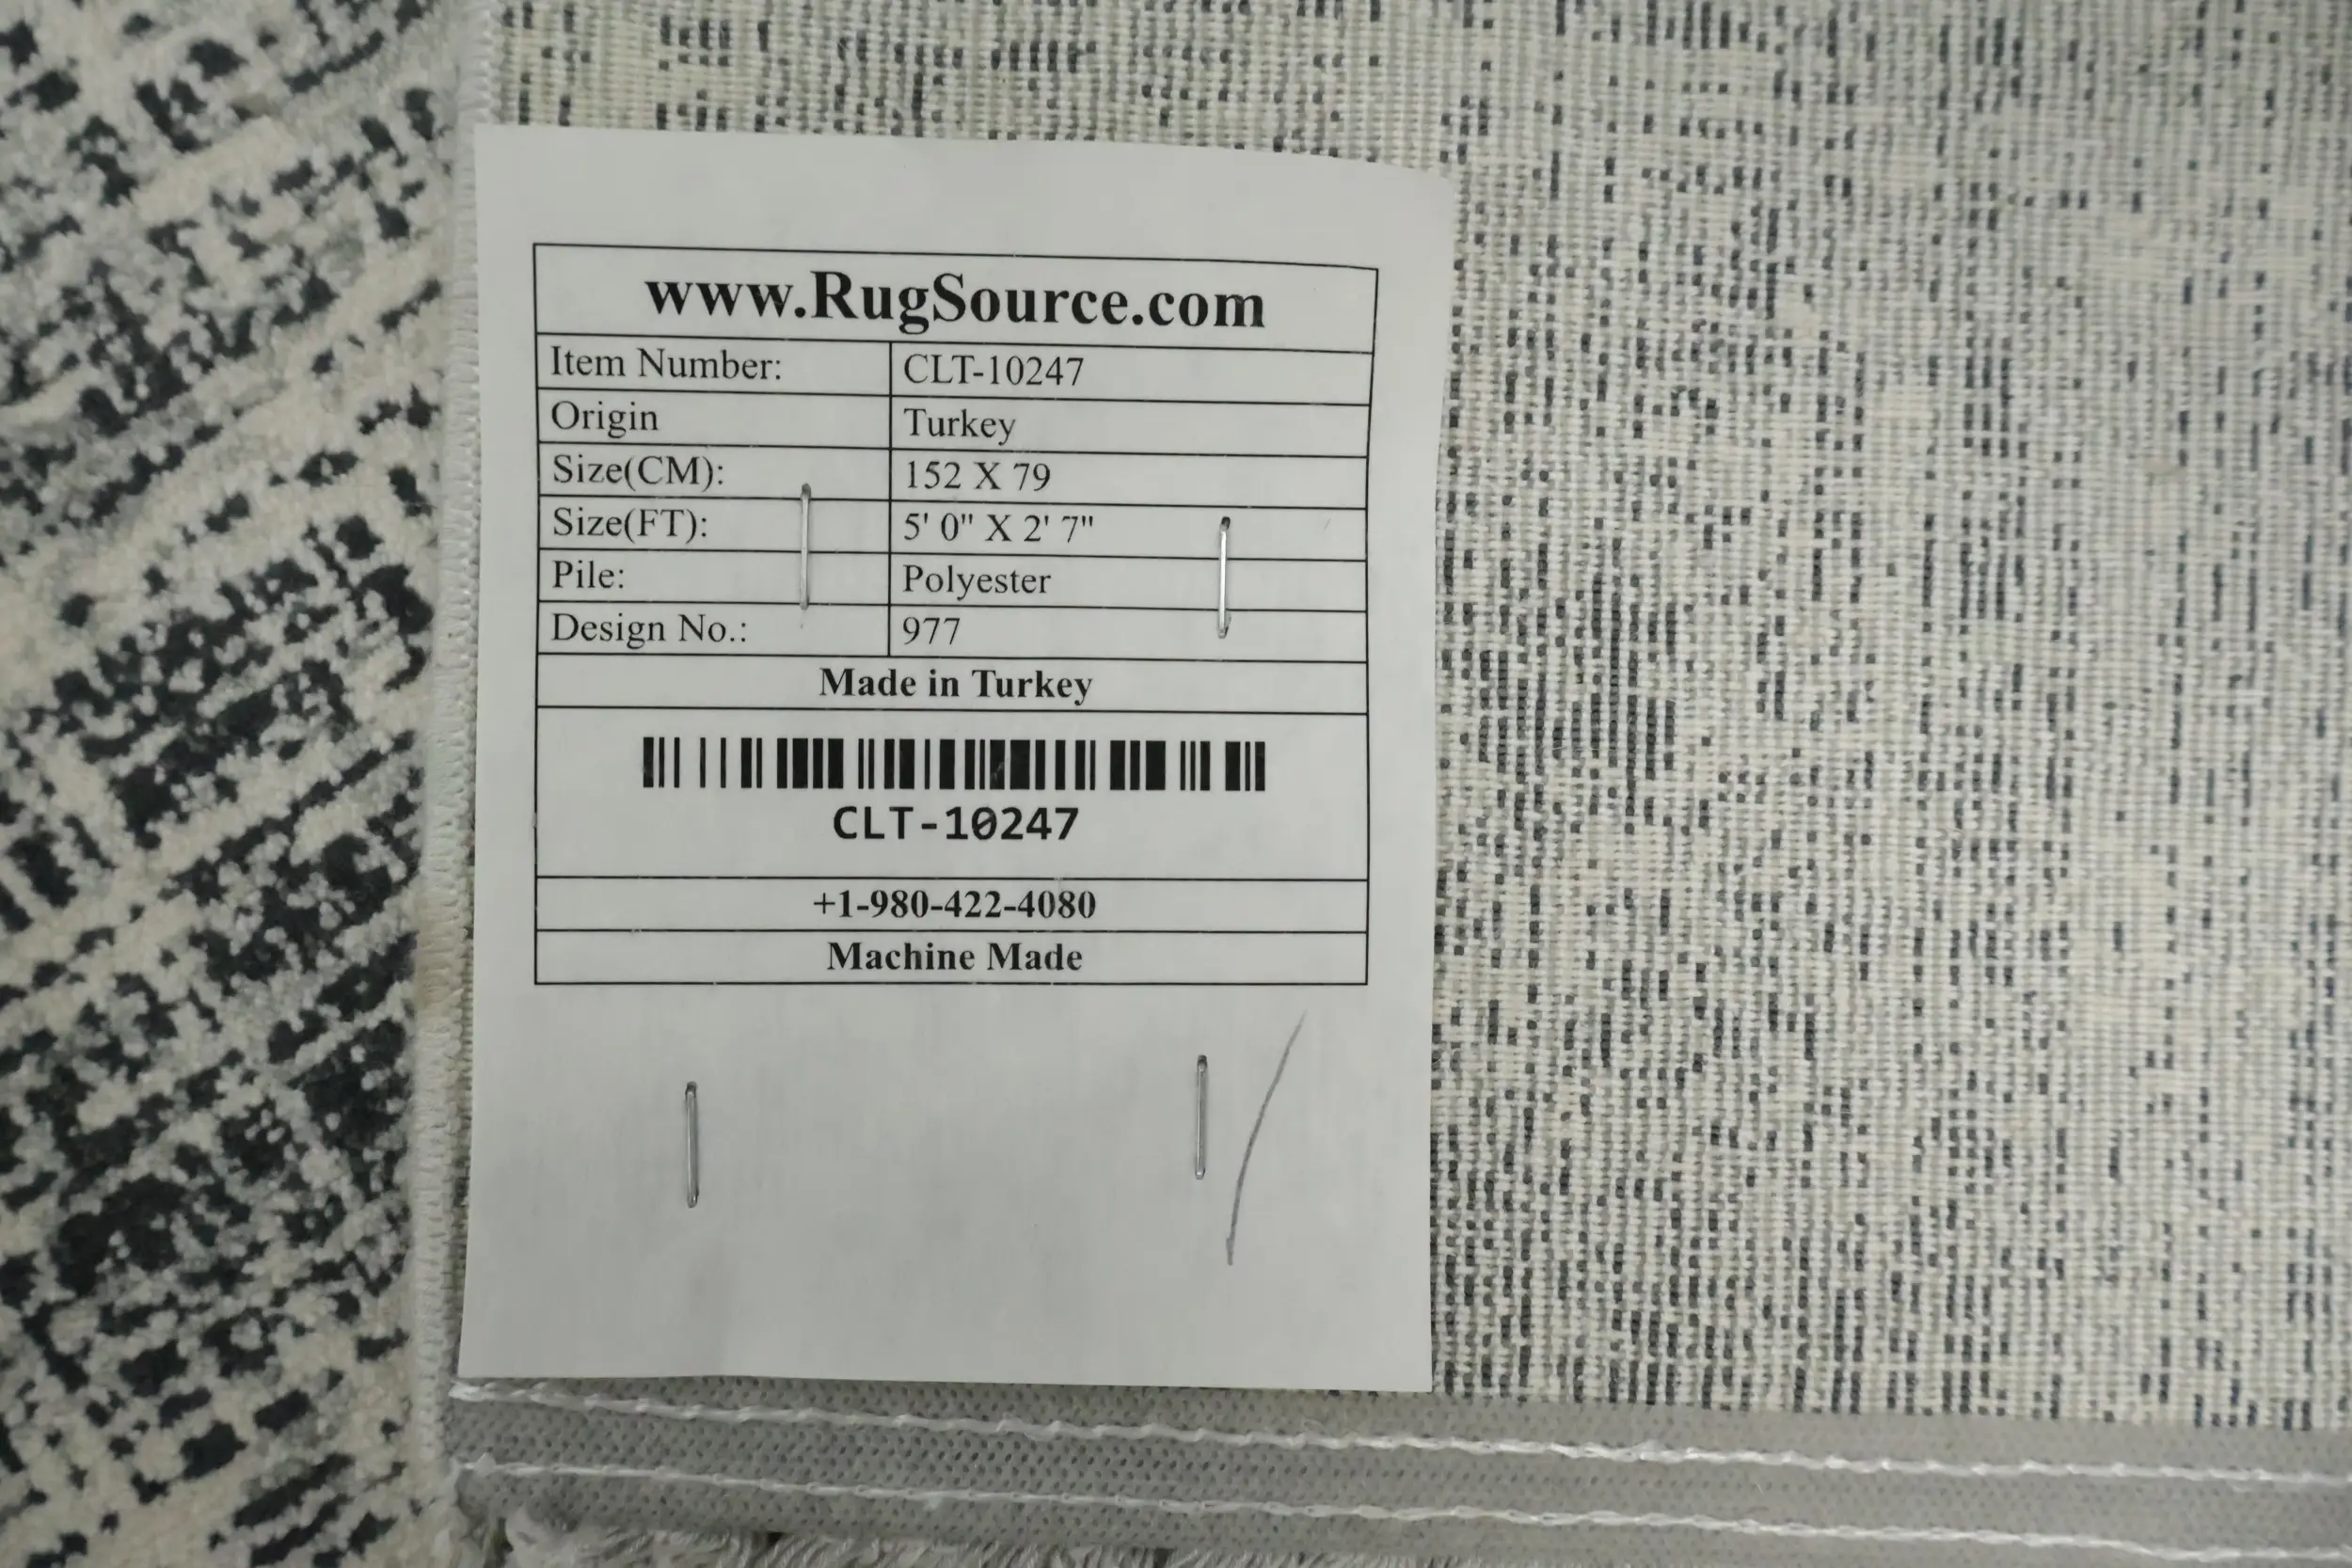 www.RugSource.com
Item Number: CLT-10247
Origin Turkey
Size(CM): 152 X 79
Size(FT): 5' 0" X 2' 7"
Pile: Polyester
Design No.: 977
Made in Turkey
CLT-10247
+1-980-422-4080
Machine Made